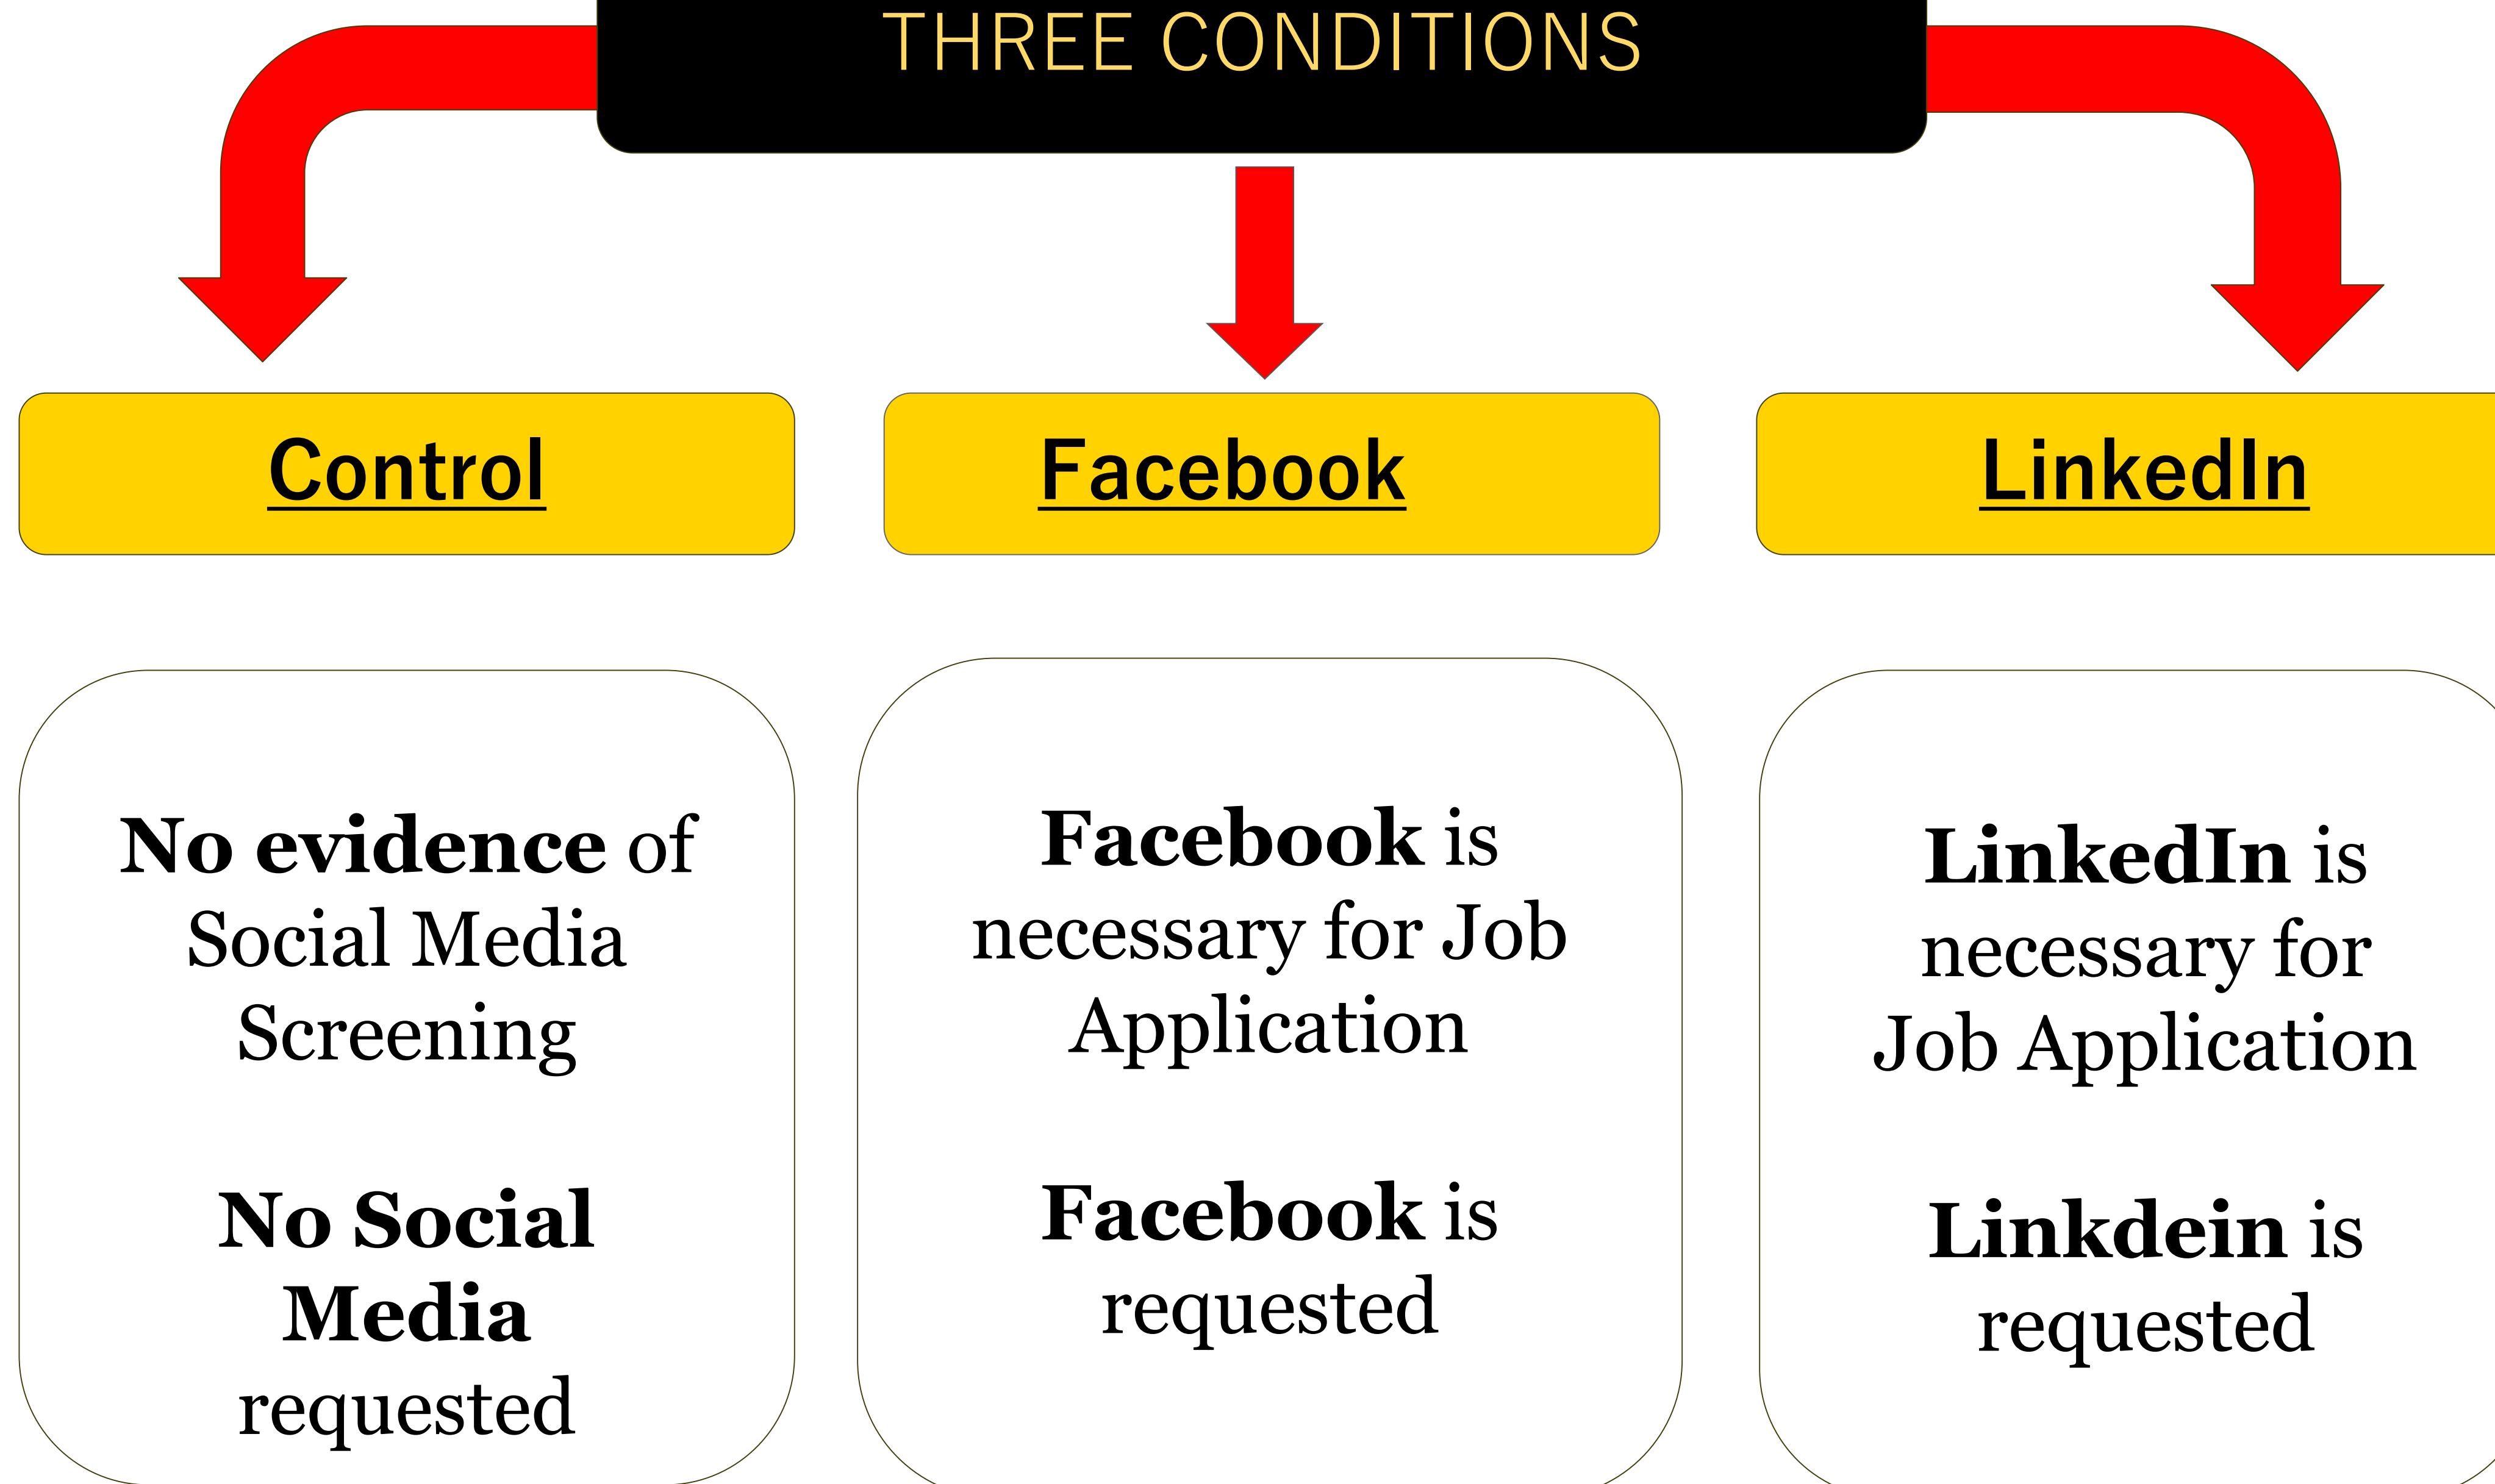 THREE CONDITIONS
Control
Facebook
LinkedIn
No evidence of
Social Media
Screening
No Social
Media
requested
Facebook is
necessary for Job
Application
Facebook is
requested
LinkedIn is
necessary for
Job Application
Linkdein is
requested